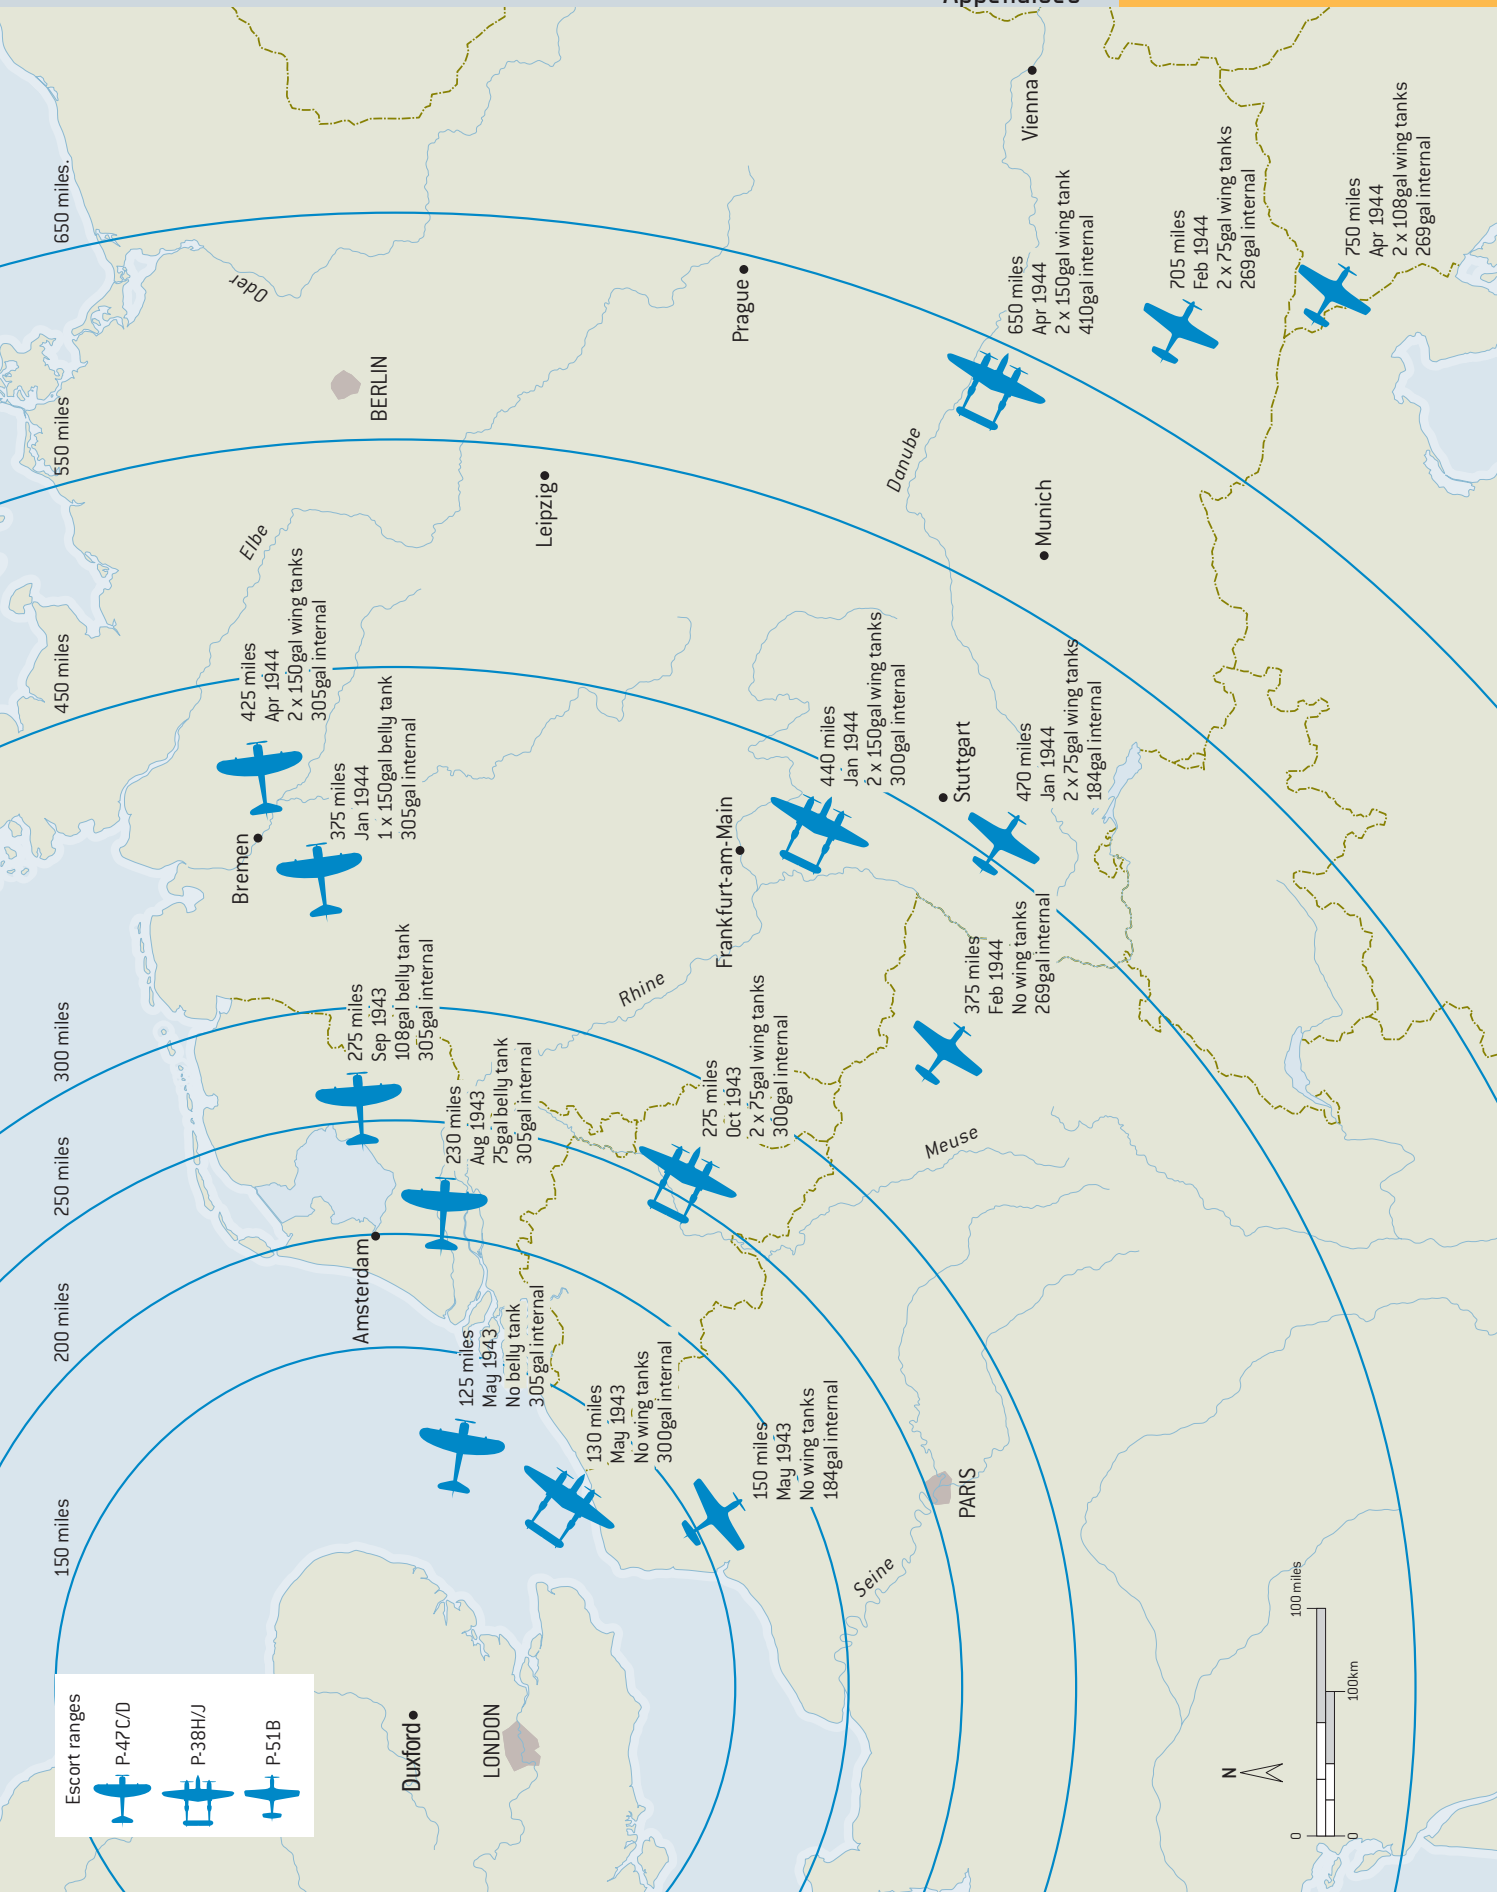 Appendices
Escort ranges
P-47C/D
P-38H/J
P-51B
150 miles
200 miles
250 miles
300 miles
450 miles
550 miles
650 miles.
Duxford
LONDON
Amsterdam
Bremen
BERLIN
Leipzig
Prague
Vienna
Munich
Stuttgart
Frankfurt-am-Main
PARIS
Oder
Elbe
Rhine
Danube
Meuse
Seine
125 miles
May 1943
No belly tank
305gal internal
230 miles
Aug 1943
75gal belly tank
305gal internal
275 miles
Sep 1943
108gal belly tank
305gal internal
375 miles
Jan 1944
1 x 150gal belly tank
305gal internal
425 miles
Apr 1944
2 x 150gal wing tanks
305gal internal
130 miles
May 1943
No wing tanks
300gal internal
275 miles
Oct 1943
2 x 75gal wing tanks
300gal internal
440 miles
Jan 1944
2 x 150gal wing tanks
300gal internal
650 miles
Apr 1944
2 x 150gal wing tank
410gal internal
150 miles
May 1943
No wing tanks
184gal internal
375 miles
Feb 1944
No wing tanks
269gal internal
470 miles
Jan 1944
2 x 75gal wing tanks
184gal internal
705 miles
Feb 1944
2 x 75gal wing tanks
269gal internal
750 miles
Apr 1944
2 x 108gal wing tanks
269gal internal
N
0
100 miles
0
100km